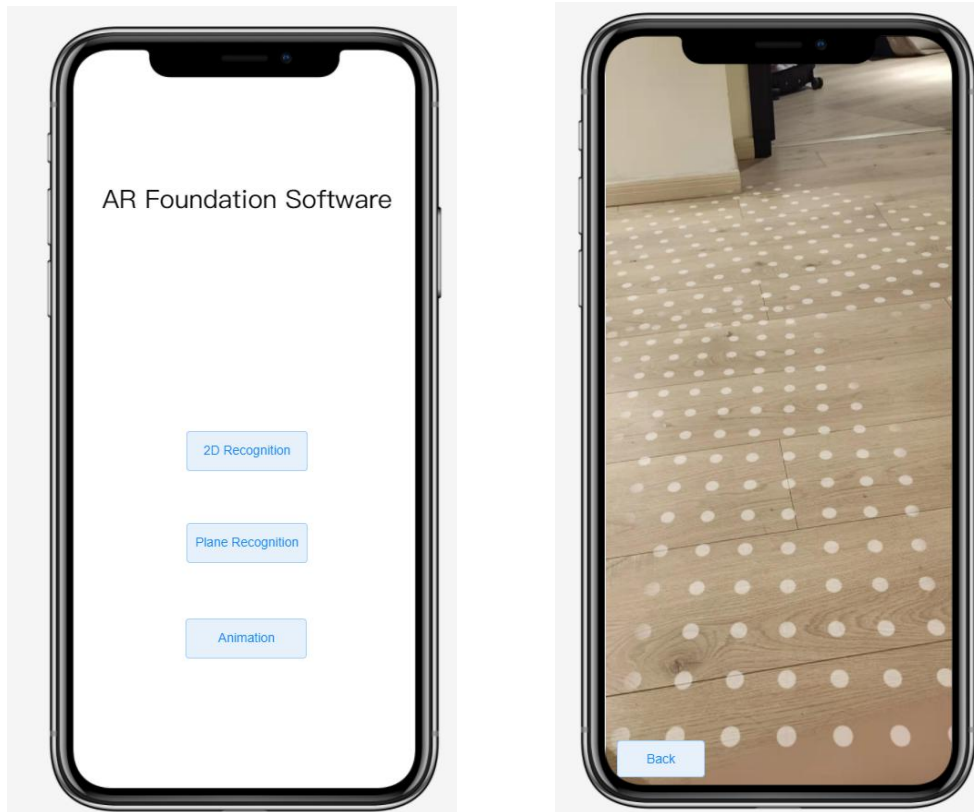 AR Foundation Software
2D Recognition
Plane Recognition
Animation
Back